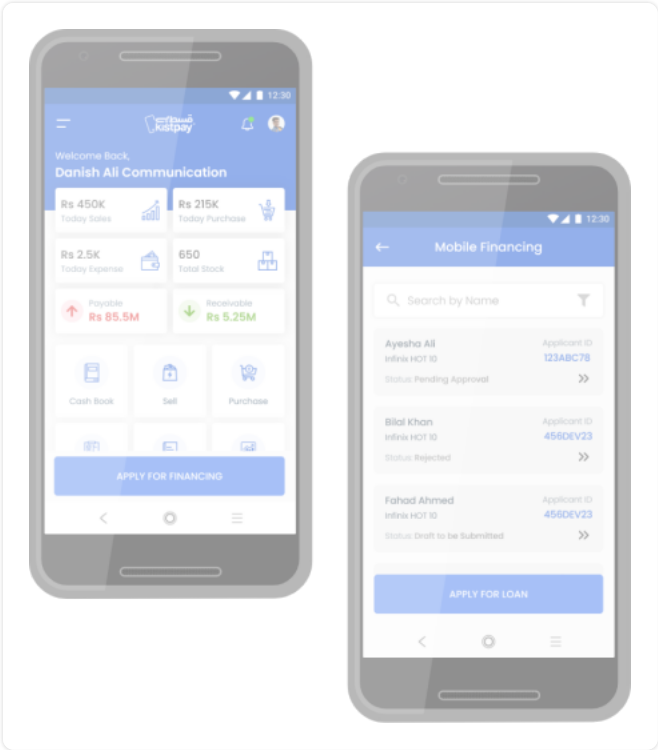 12:30
قسط پے
kistpay
Welcome Back,
Danish Ali Communication
Rs 450K
Today Sales
Rs 215K
Today Purchase
Rs 2.5K
Today Expense
650
Total Stock
Payable
Rs 85.5M
Receivable
Rs 5.25M
Cash Book
Sell
Purchase
APPLY FOR FINANCING
12:30
Mobile Financing
Search by Name
Ayesha Ali
Applicant ID
Infinix HOT 10
123ABC78
Status: Pending Approval
Bilal Khan
Applicant ID
Infinix HOT 10
456DEV23
Status: Rejected
Fahad Ahmed
Applicant ID
Infinix HOT 10
456DEV23
Status: Draft to be Submitted
APPLY FOR LOAN